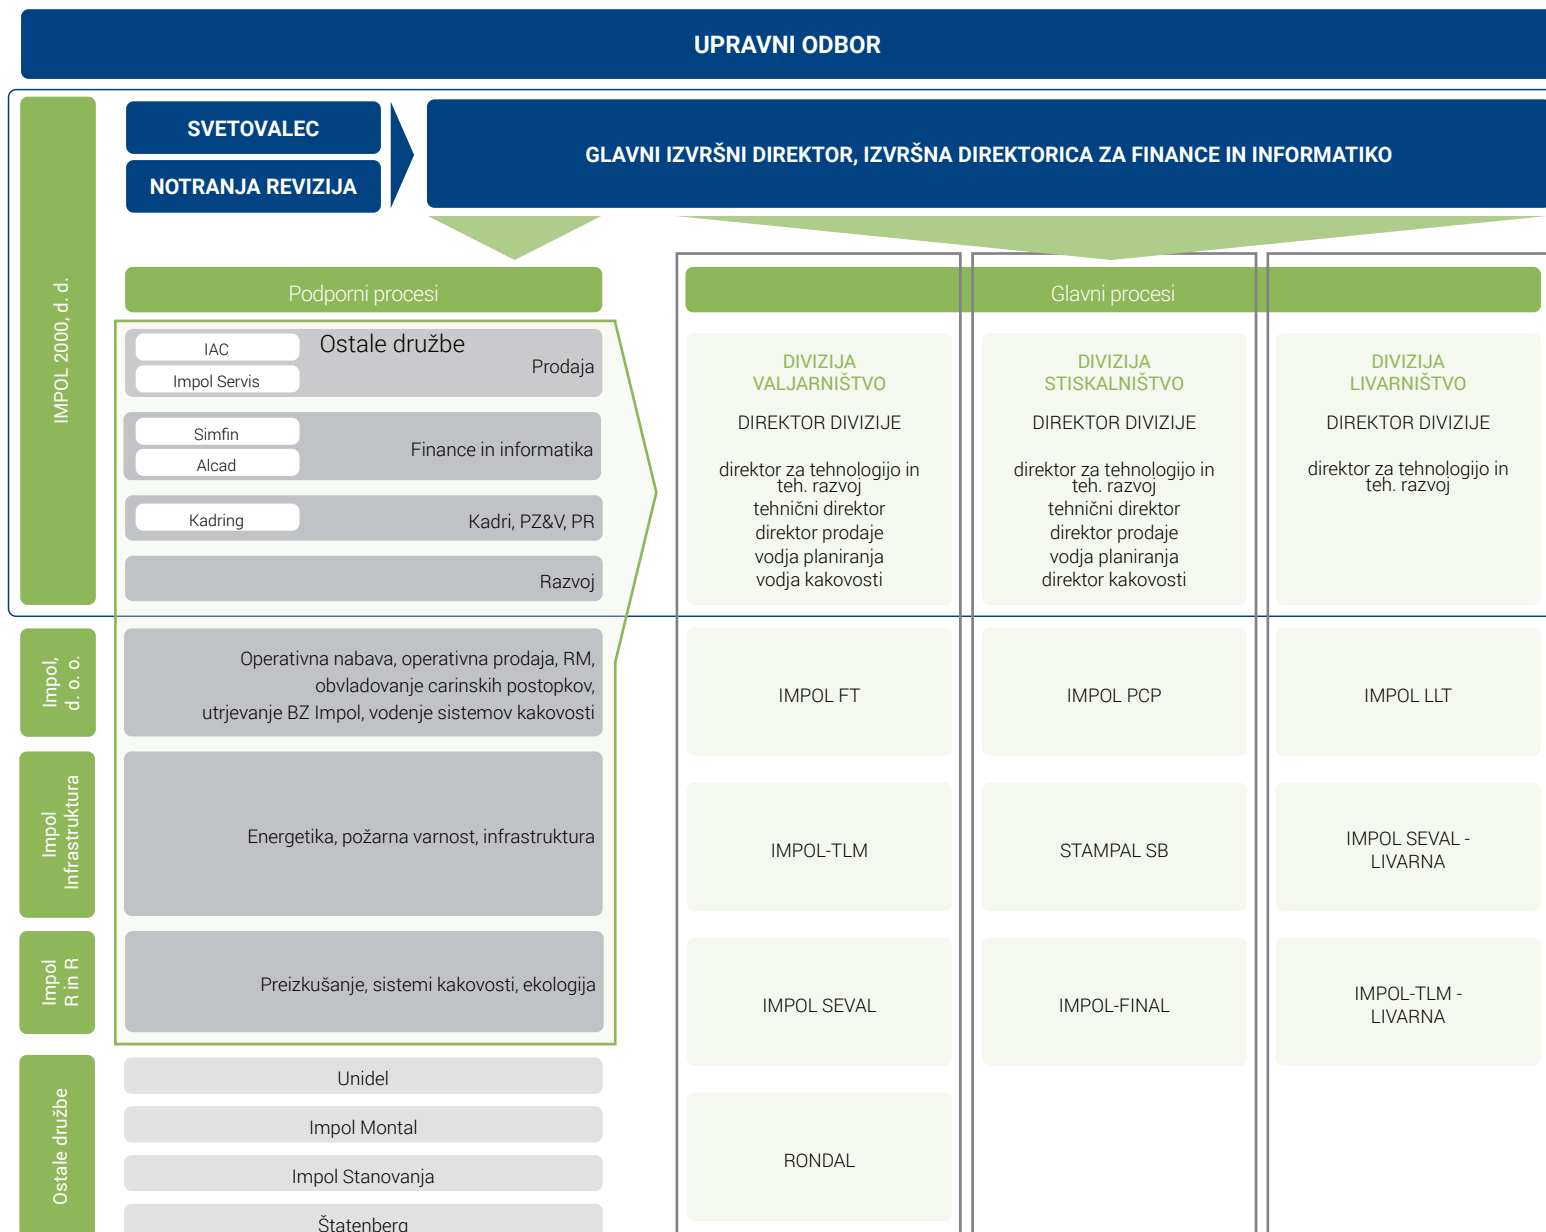 UPRAVNI ODBOR
SVETOVALEC
NOTRANJA REVIZIJA
GLAVNI IZVRŠNI DIREKTOR, IZVRŠNA DIREKTORICA ZA FINANCE IN INFORMATIKO
IMPOL 2000, d. d.
Podporni procesi
Ostale družbe
IAC
Impol Servis
Prodaja
Simfin
Alcad
Finance in informatika
Kadring
Kadri, PZ&V, PR
Razvoj
Glavni procesi
DIVIZIJA
VALJARNIŠTVO
DIREKTOR DIVIZIJE
direktor za tehnologijo in
teh. razvoj
tehnični direktor
direktor prodaje
vodja planiranja
vodja kakovosti
DIVIZIJA
STISKALNIŠTVO
DIREKTOR DIVIZIJE
direktor za tehnologijo in
teh. razvoj
tehnični direktor
direktor prodaje
vodja planiranja
direktor kakovosti
DIVIZIJA
LIVARNIŠTVO
DIREKTOR DIVIZIJE
direktor za tehnologijo in
teh. razvoj
Impol,
d. o. o.
Operativna nabava, operativna prodaja, RM,
obvladovanje carinskih postopkov,
utrjevanje BZ Impol, vodenje sistemov kakovosti
IMPOL FT
IMPOL PCP
IMPOL LLT
Impol
Infrastruktura
Energetika, požarna varnost, infrastruktura
IMPOL-TLM
STAMPAL SB
IMPOL SEVAL -
LIVARNA
Impol
R in R
Preizkušanje, sistemi kakovosti, ekologija
IMPOL SEVAL
IMPOL-FINAL
IMPOL-TLM -
LIVARNA
Ostale družbe
Unidel
Impol Montal
Impol Stanovanja
Štatenberg
RONDAL